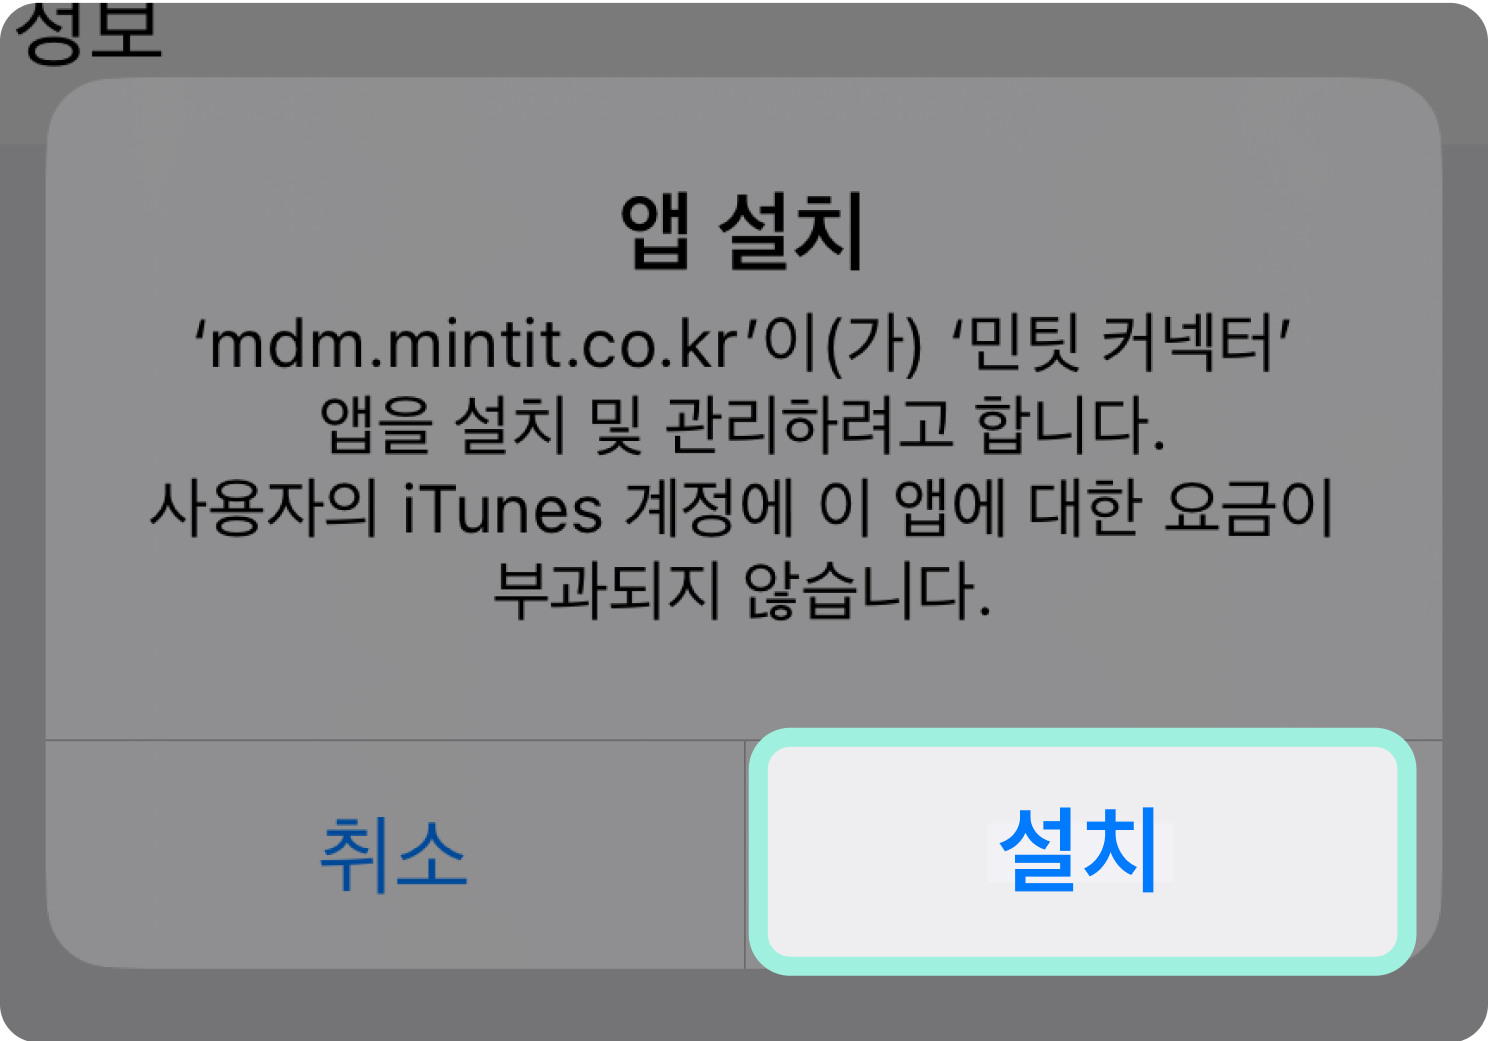 정보
앱 설치
‘mdm.mintit.co.kr’이(가) ‘민팃 커넥터’
앱을 설치 및 관리하려고 합니다.
사용자의 iTunes 계정에 이 앱에 대한 요금이
부과되지 않습니다.
취소
설치